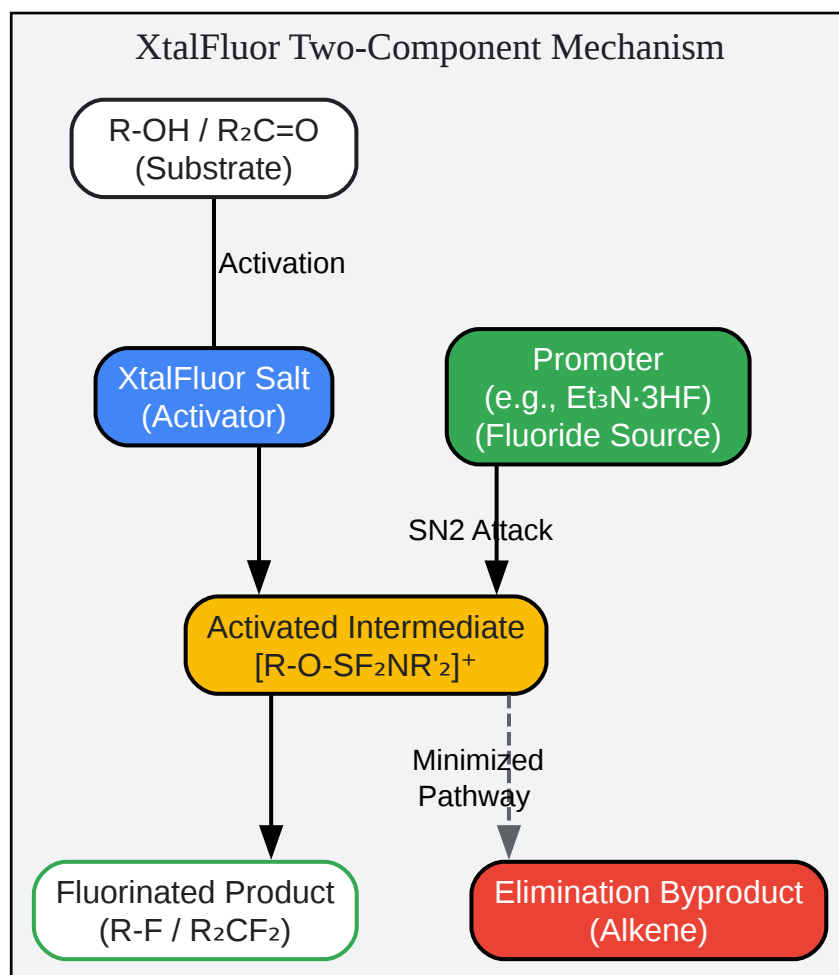 XtalFluor Two-Component Mechanism
R-OH / R₂C=O
(Substrate)
Activation
XtalFluor Salt
(Activator)
Promoter
(e.g., Et₃N·3HF)
(Fluoride Source)
SN2 Attack
Activated Intermediate
[R-O-SF₂NR'₂]⁺
Minimized
Pathway
Fluorinated Product
(R-F / R₂CF₂)
Elimination Byproduct
(Alkene)